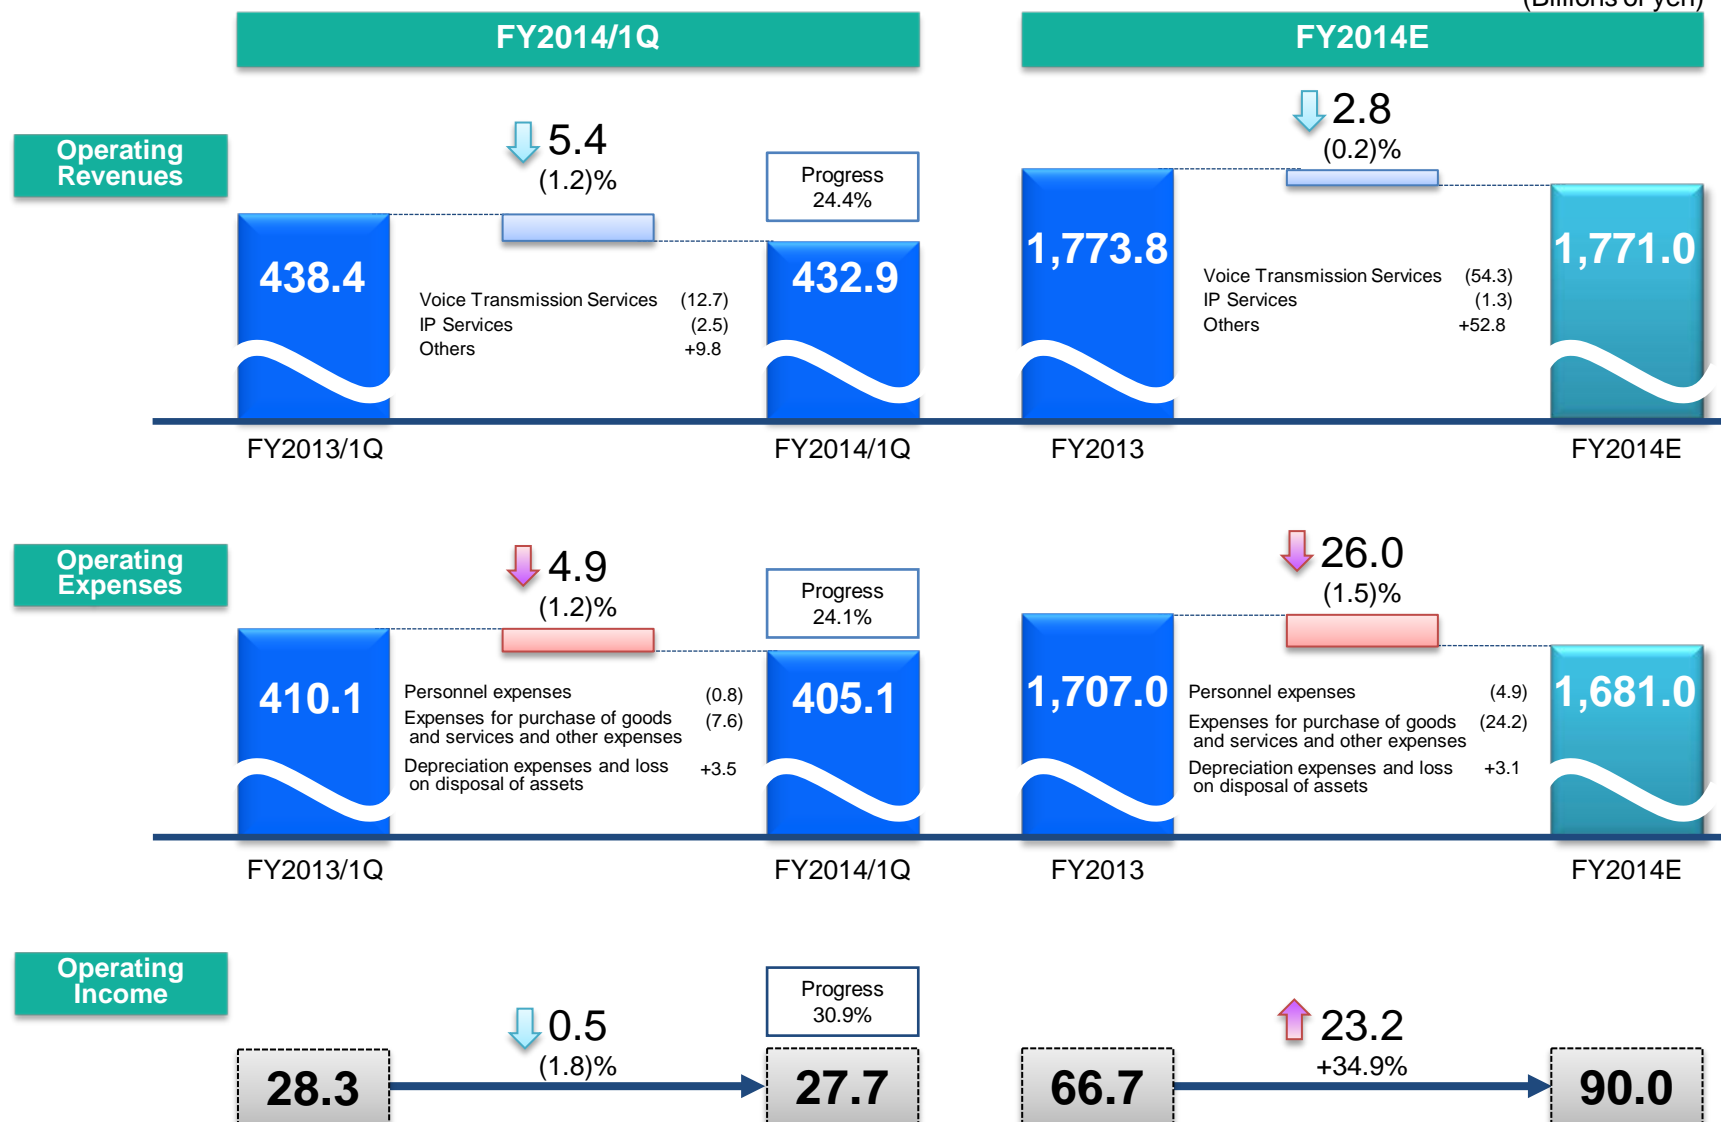 (Billions of yen)
FY2014/1Q
FY2014E
Operating
Revenues
5.4
(1.2)%
Progress
24.4%
2.8
(0.2)%
438.4
432.9
1,773.8
1,771.0
Voice Transmission Services (12.7)
IP Services (2.5)
Others +9.8
Voice Transmission Services (54.3)
IP Services (1.3)
Others +52.8
FY2013/1Q
FY2014/1Q
FY2013
FY2014E
Operating
Expenses
4.9
(1.2)%
Progress
24.1%
26.0
(1.5)%
410.1
405.1
1,707.0
1,681.0
Personnel expenses (0.8)
Expenses for purchase of goods (7.6)
and services and other expenses
Depreciation expenses and loss +3.5
on disposal of assets
Personnel expenses (4.9)
Expenses for purchase of goods (24.2)
and services and other expenses
Depreciation expenses and loss +3.1
on disposal of assets
FY2013/1Q
FY2014/1Q
FY2013
FY2014E
Operating
Income
0.5
(1.8)%
Progress
30.9%
23.2
+34.9%
28.3
27.7
66.7
90.0